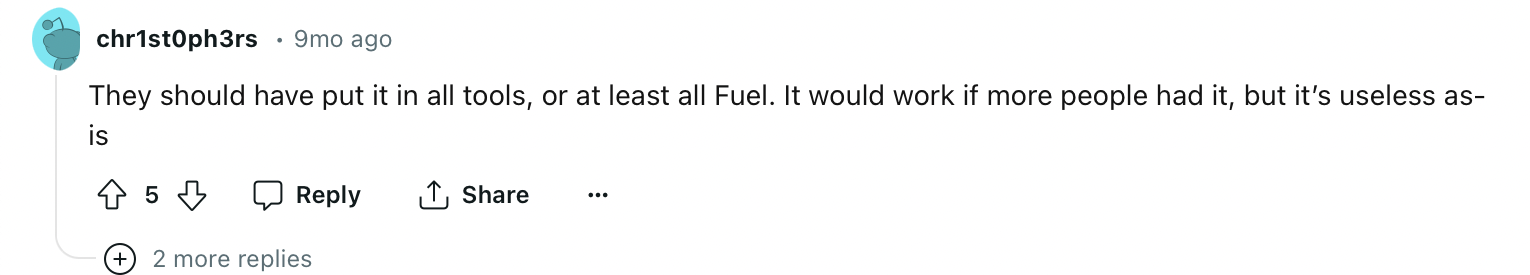 chr1st0ph3rs • 9mo ago
They should have put it in all tools, or at least all Fuel. It would work if more people had it, but it’s useless as-
is
5 Reply Share ···
2 more replies